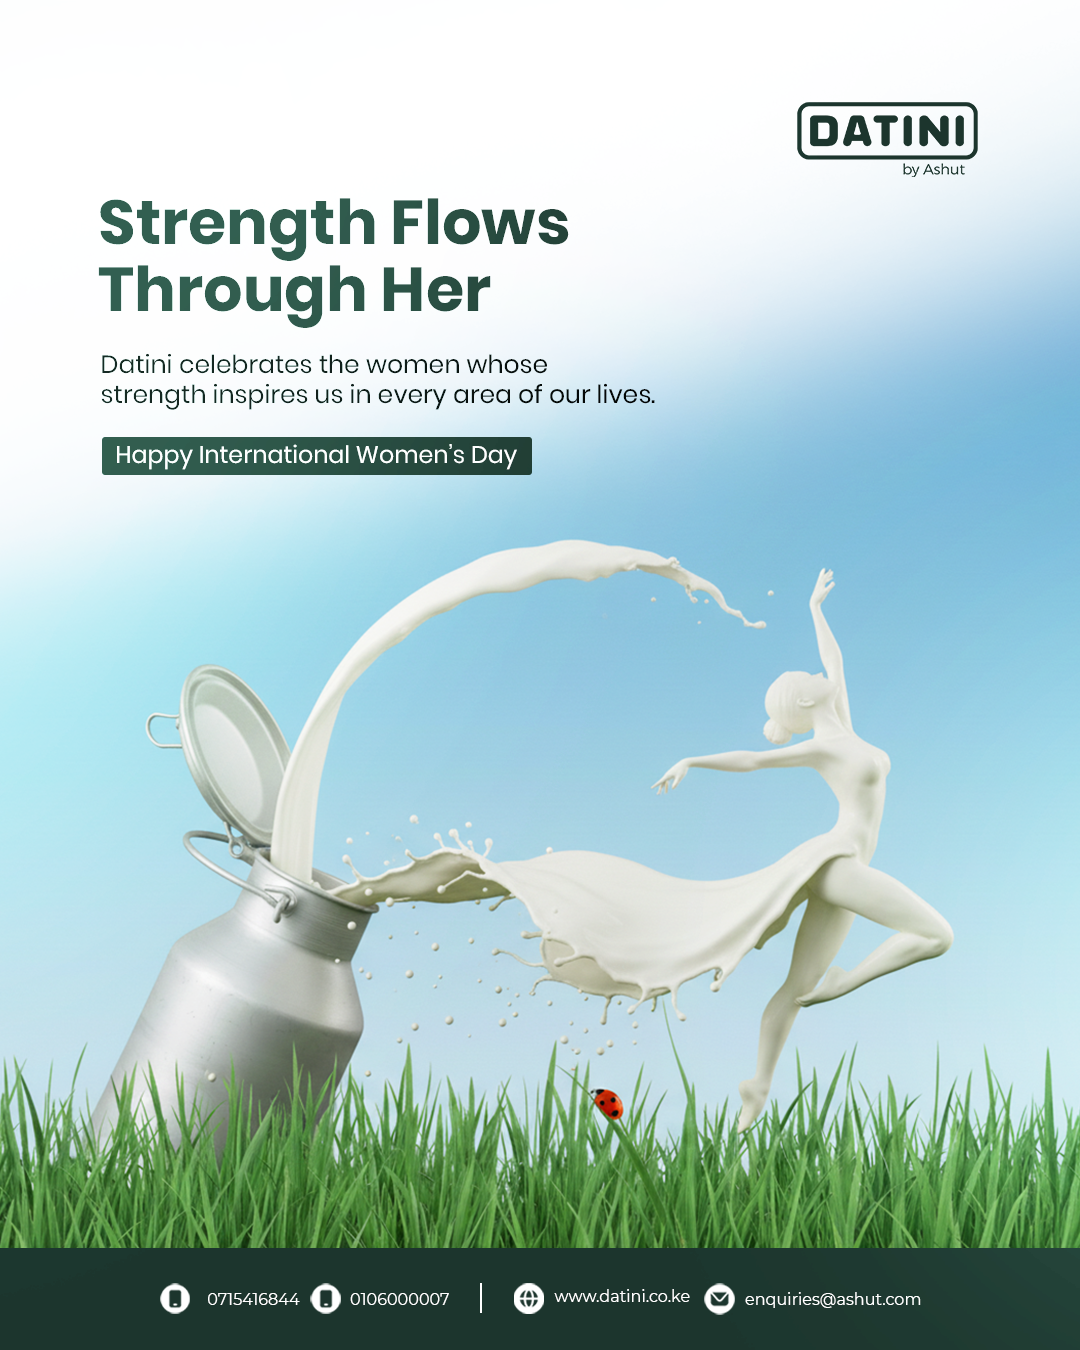 DATINI
by Ashut
Strength Flows
Through Her
Datini celebrates the women whose
strength inspires us in every area of our lives.
Happy International Women's Day
0715416844 0106000007 www.datini.co.ke enquiries@ashut.com